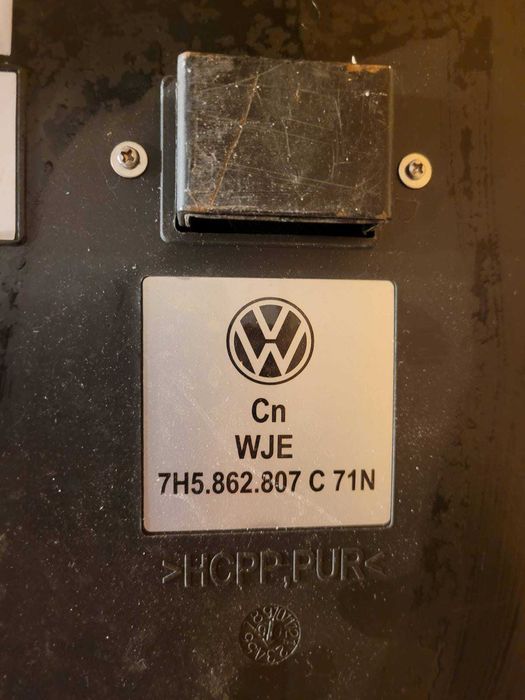 Cn
WJE
7H5.862.807 C 71N
>HCPP,PUR<